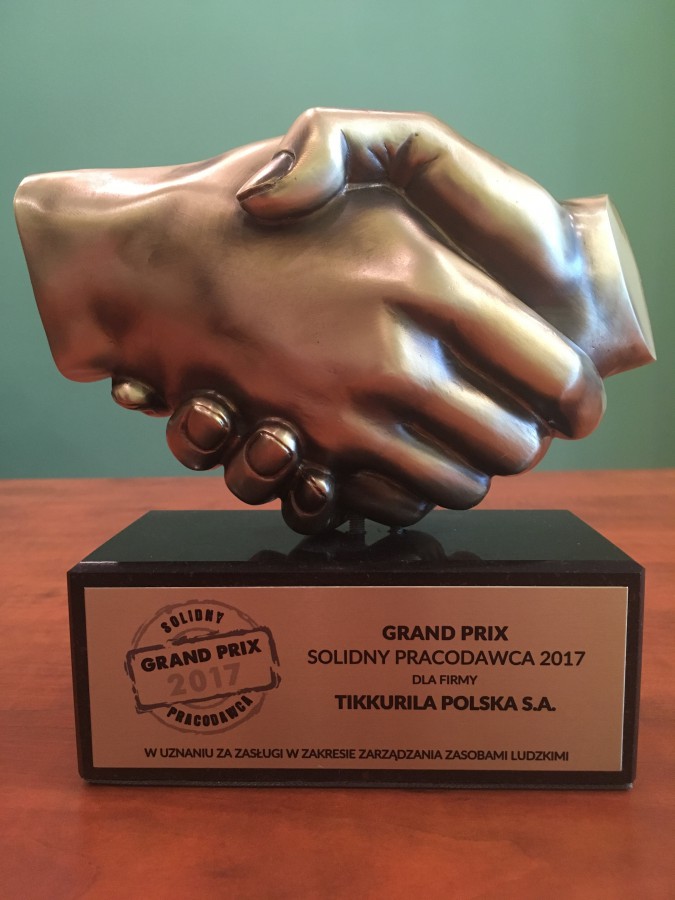 SOLIDNY
GRAND PRIX
2017
PRACODAWCA
GRAND PRIX
SOLIDNY PRACODAWCA 2017
DLA FIRMY
TIKKURILA POLSKA S.A.
W UZNANIU ZA ZASŁUGI W ZAKRESIE ZARZĄDZANIA ZASOBAMI LUDZKIMI